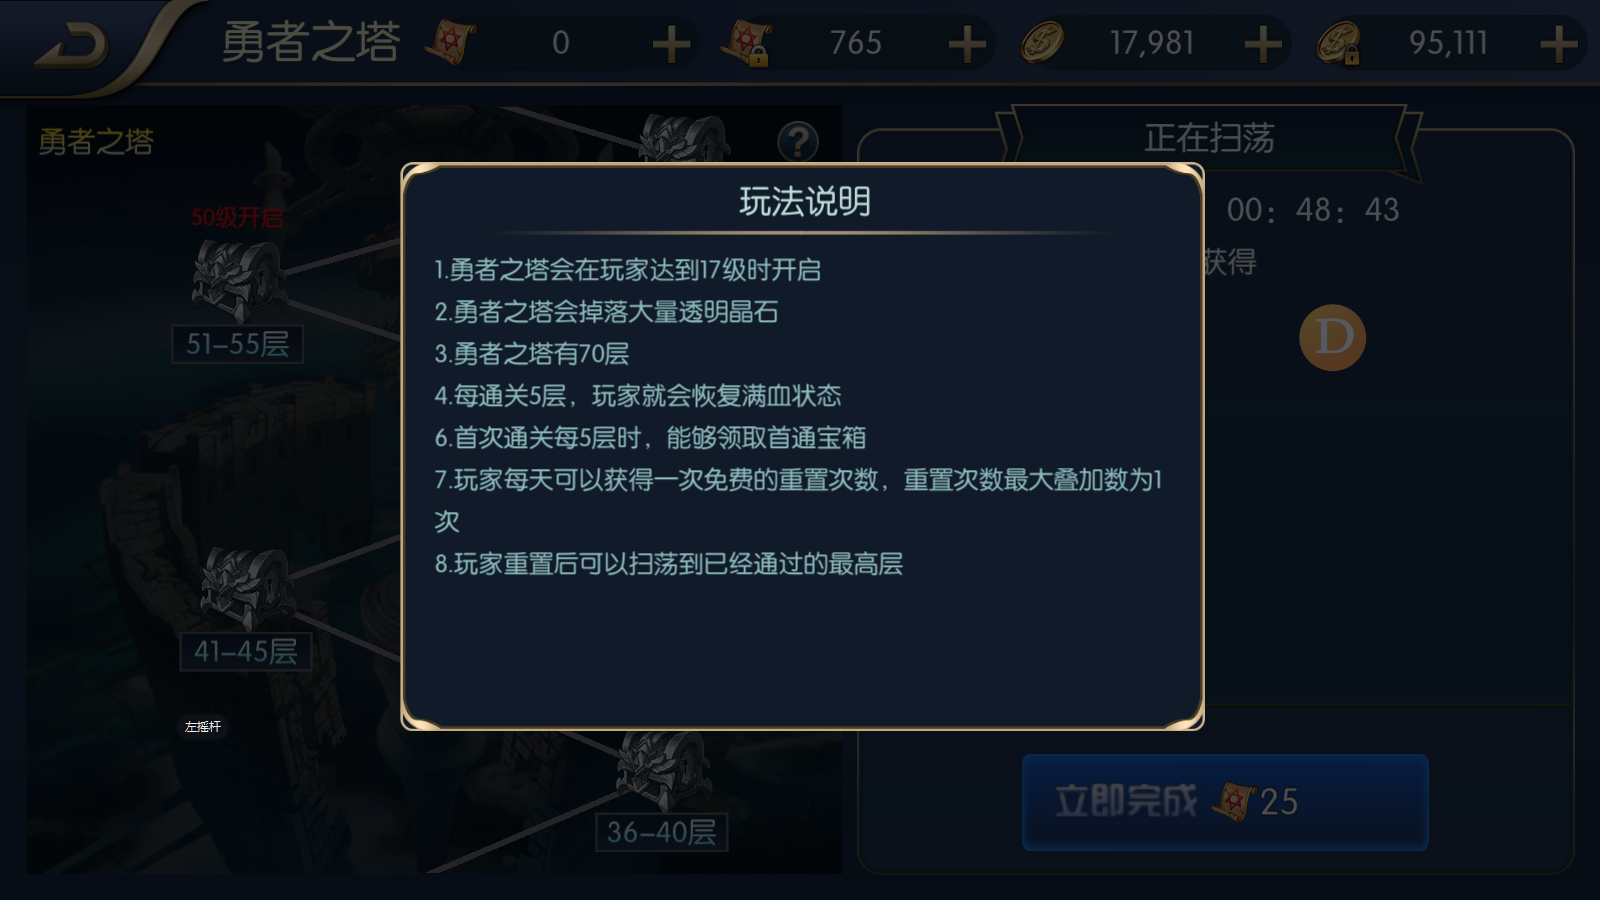 勇者之塔
0
765
17,981
95,111
勇者之塔
?
正在扫荡
50级开启
00: 48: 43
获得
51-55层
D
玩法说明
1.勇者之塔会在玩家达到17级时开启
2.勇者之塔会掉落大量透明晶石
3.勇者之塔有70层
4.每通关5层，玩家就会恢复满血状态
6.首次通关每5层时，能够领取首通宝箱
7.玩家每天可以获得一次免费的重置次数，重置次数最大叠加数为1
次
8.玩家重置后可以扫荡到已经通过的最高层
41-45层
左摇杆
36-40层
立即完成 25